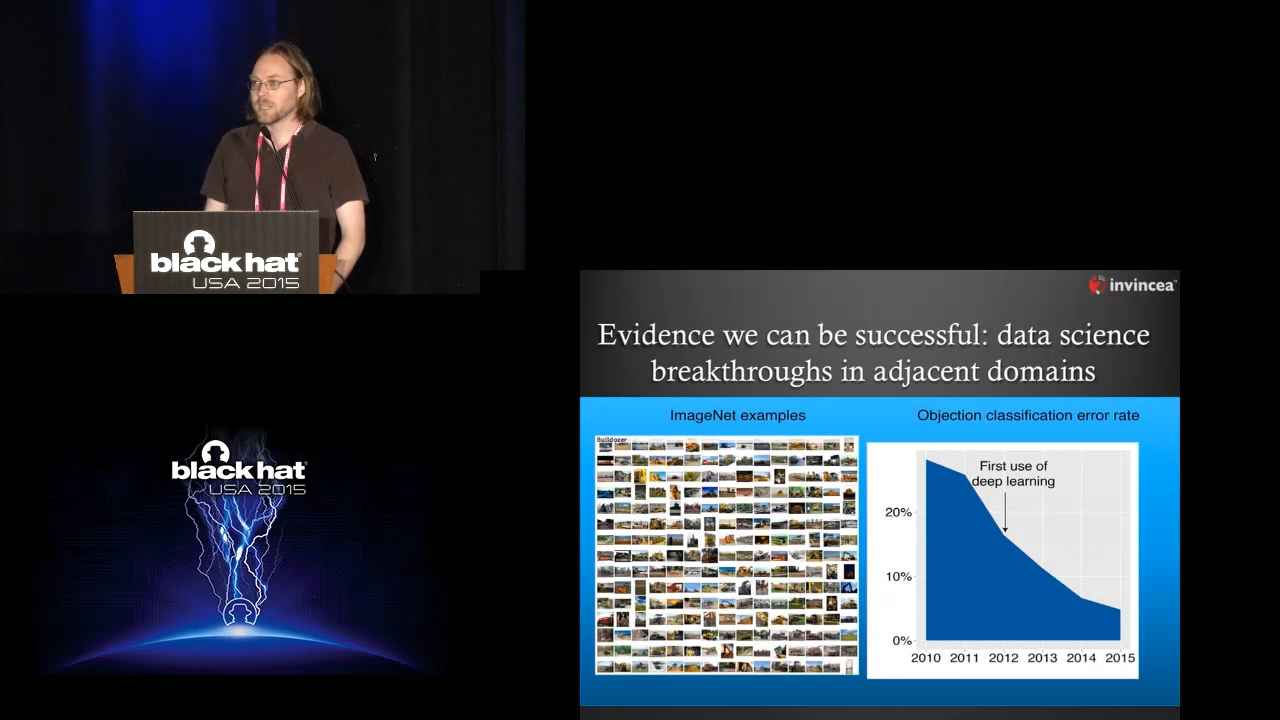 black hat
USA 2015
invincea
Evidence we can be successful: data science
breakthroughs in adjacent domains
ImageNet examples
Objection classification error rate
Bulldozer
First use of
deep learning
20%
10%
0%
2010 2011 2012 2013 2014 2015
black hat
USA 2015